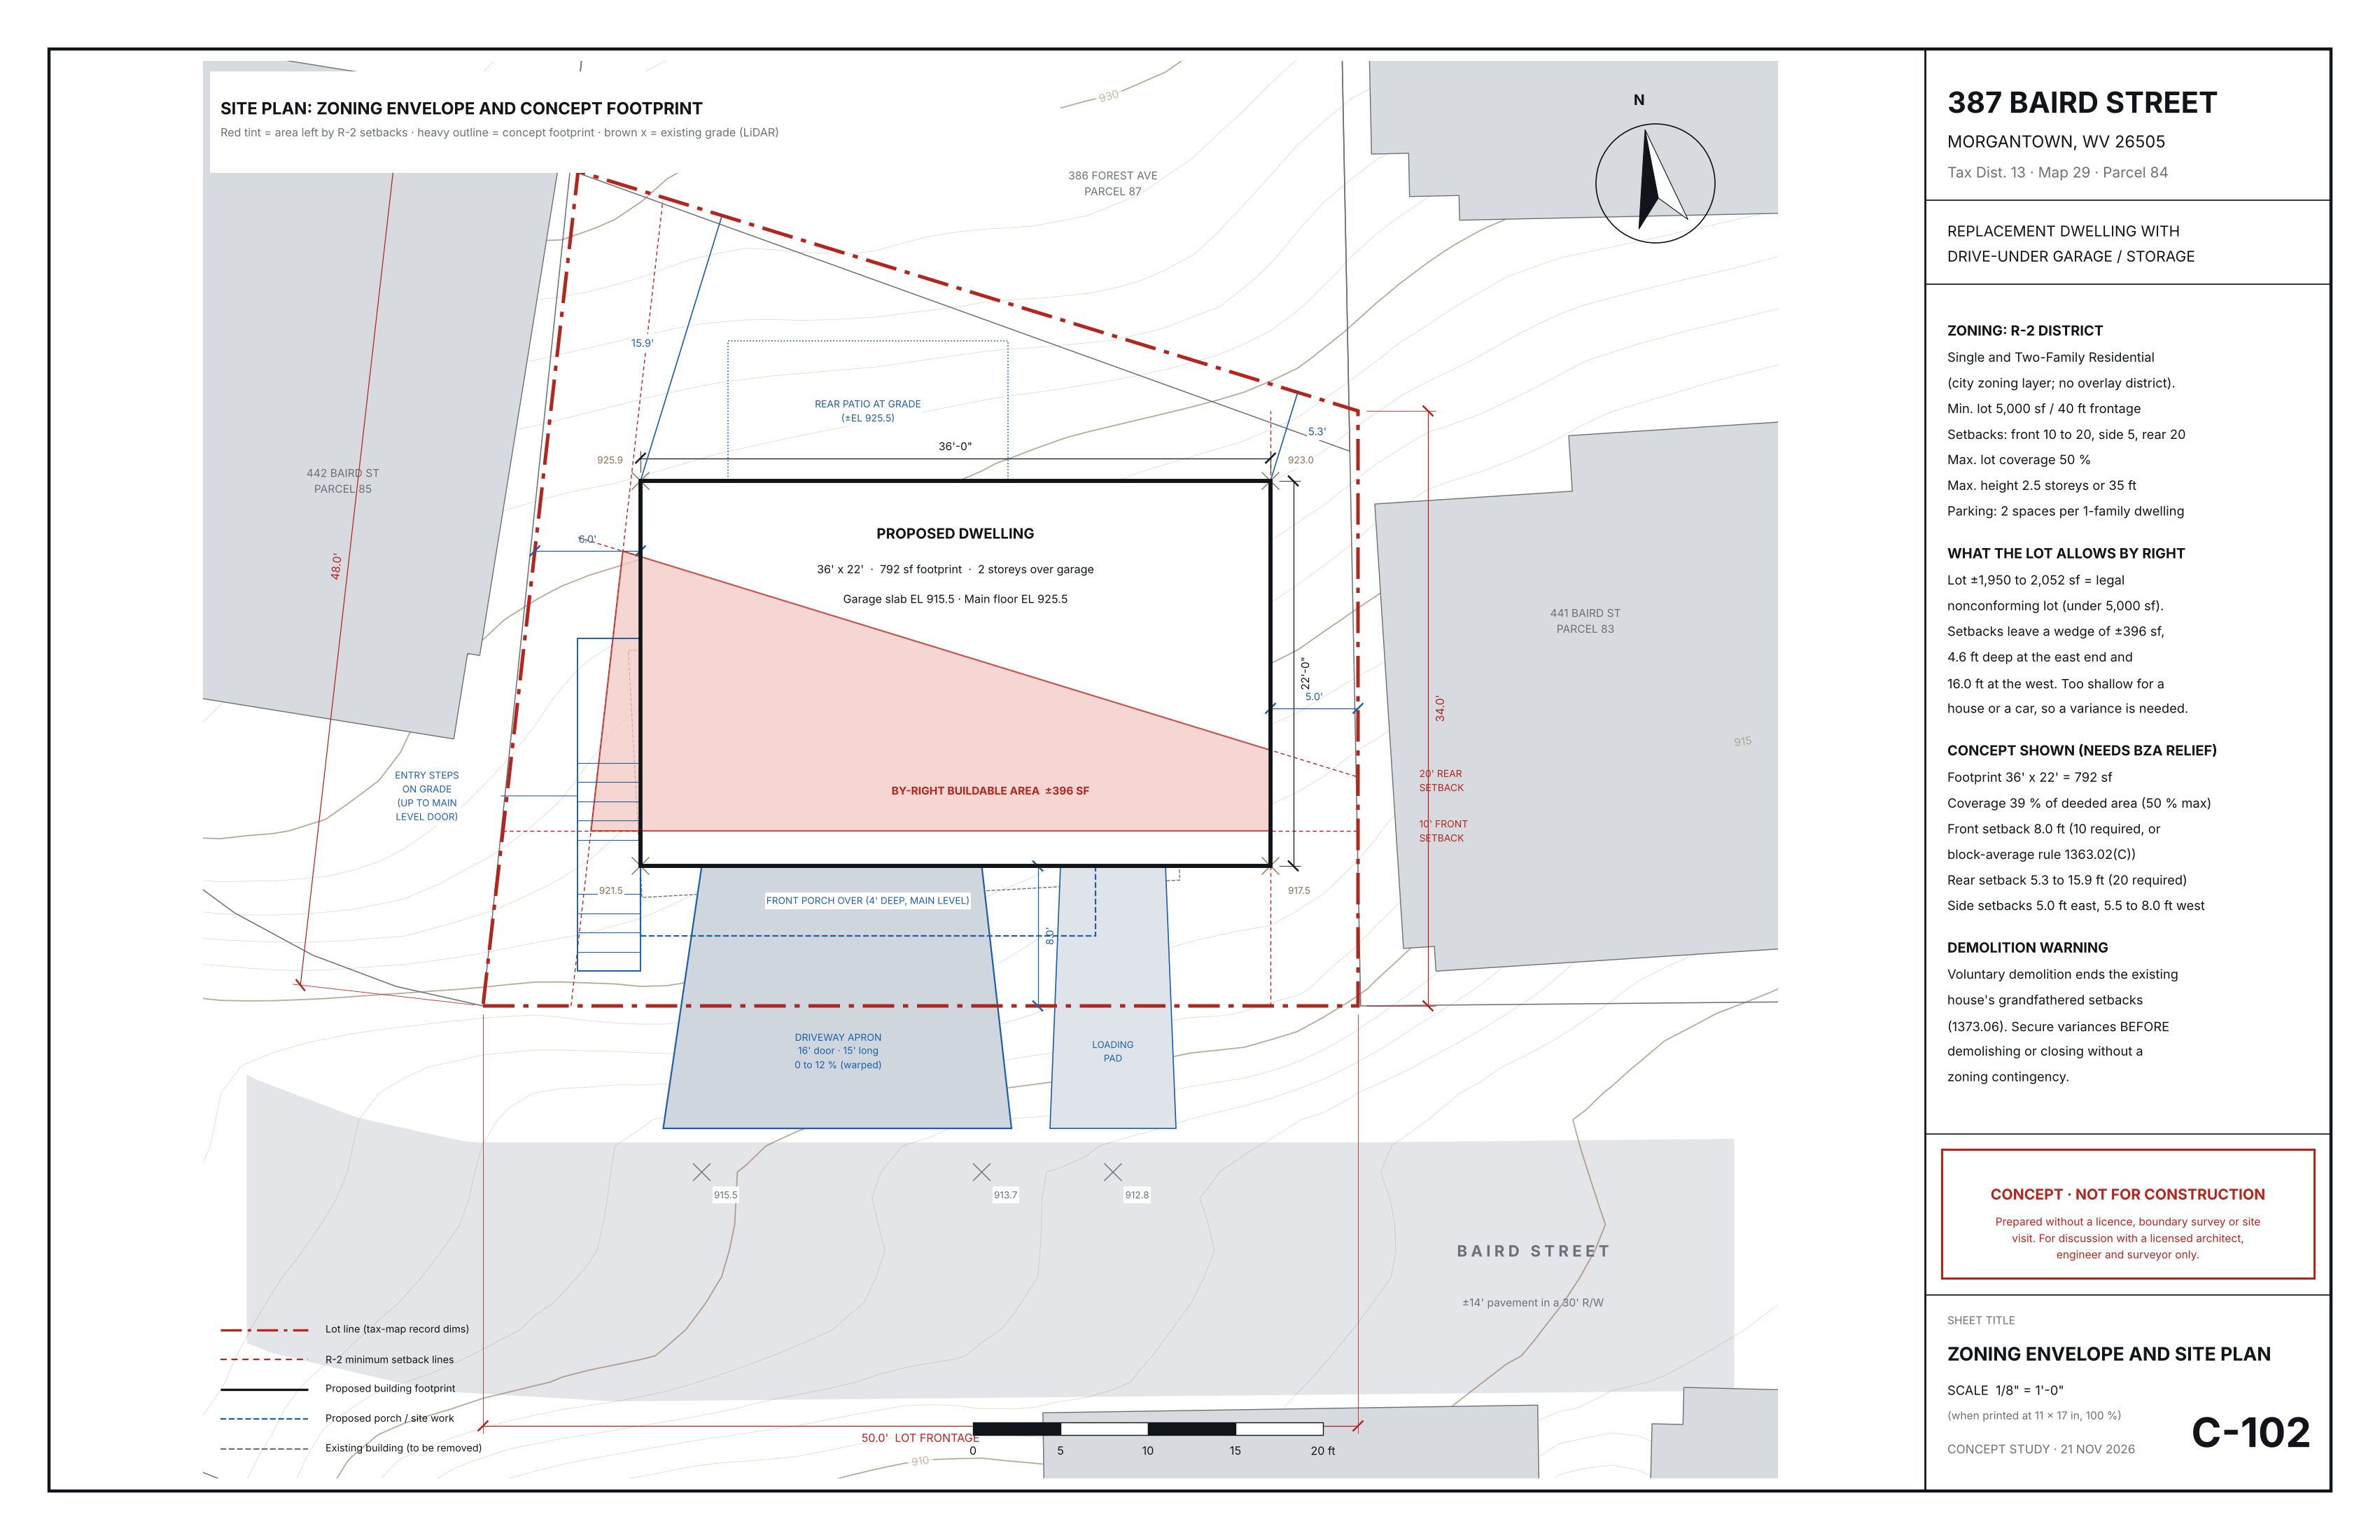 SITE PLAN: ZONING ENVELOPE AND CONCEPT FOOTPRINT
Red tint = area left by R-2 setbacks · heavy outline = concept footprint · brown x = existing grade (LiDAR)
930
386 FOREST AVE
PARCEL 87
N
15.9'
REAR PATIO AT GRADE
(±EL 925.5)
5.3'
36'-0"
925.9
923.0
442 BAIRD ST
PARCEL 85
48.0'
6.0'
PROPOSED DWELLING
36' x 22' · 792 sf footprint · 2 storeys over garage
Garage slab EL 915.5 · Main floor EL 925.5
441 BAIRD ST
PARCEL 83
22'-0"
5.0'
34.0'
915
20' REAR
SETBACK
10' FRONT
SETBACK
ENTRY STEPS
ON GRADE
(UP TO MAIN
LEVEL DOOR)
BY-RIGHT BUILDABLE AREA ±396 SF
921.5
917.5
FRONT PORCH OVER (4' DEEP, MAIN LEVEL)
8.0'
DRIVEWAY APRON
16' door · 15' long
0 to 12 % (warped)
LOADING
PAD
915.5
913.7
912.8
BAIRD STREET
±14' pavement in a 30' R/W
Lot line (tax-map record dims)
R-2 minimum setback lines
Proposed building footprint
Proposed porch / site work
Existing building (to be removed)
50.0' LOT FRONTAGE
0 5 10 15 20 ft
910
387 BAIRD STREET
MORGANTOWN, WV 26505
Tax Dist. 13 · Map 29 · Parcel 84
REPLACEMENT DWELLING WITH
DRIVE-UNDER GARAGE / STORAGE
ZONING: R-2 DISTRICT
Single and Two-Family Residential
(city zoning layer; no overlay district).
Min. lot 5,000 sf / 40 ft frontage
Setbacks: front 10 to 20, side 5, rear 20
Max. lot coverage 50 %
Max. height 2.5 storeys or 35 ft
Parking: 2 spaces per 1-family dwelling
WHAT THE LOT ALLOWS BY RIGHT
Lot ±1,950 to 2,052 sf = legal
nonconforming lot (under 5,000 sf).
Setbacks leave a wedge of ±396 sf,
4.6 ft deep at the east end and
16.0 ft at the west. Too shallow for a
house or a car, so a variance is needed.
CONCEPT SHOWN (NEEDS BZA RELIEF)
Footprint 36' x 22' = 792 sf
Coverage 39 % of deeded area (50 % max)
Front setback 8.0 ft (10 required, or
block-average rule 1363.02(C))
Rear setback 5.3 to 15.9 ft (20 required)
Side setbacks 5.0 ft east, 5.5 to 8.0 ft west
DEMOLITION WARNING
Voluntary demolition ends the existing
house's grandfathered setbacks
(1373.06). Secure variances BEFORE
demolishing or closing without a
zoning contingency.
CONCEPT · NOT FOR CONSTRUCTION
Prepared without a licence, boundary survey or site
visit. For discussion with a licensed architect,
engineer and surveyor only.
SHEET TITLE
ZONING ENVELOPE AND SITE PLAN
SCALE 1/8" = 1'-0"
(when printed at 11 × 17 in, 100 %)
CONCEPT STUDY · 21 NOV 2026
C-102